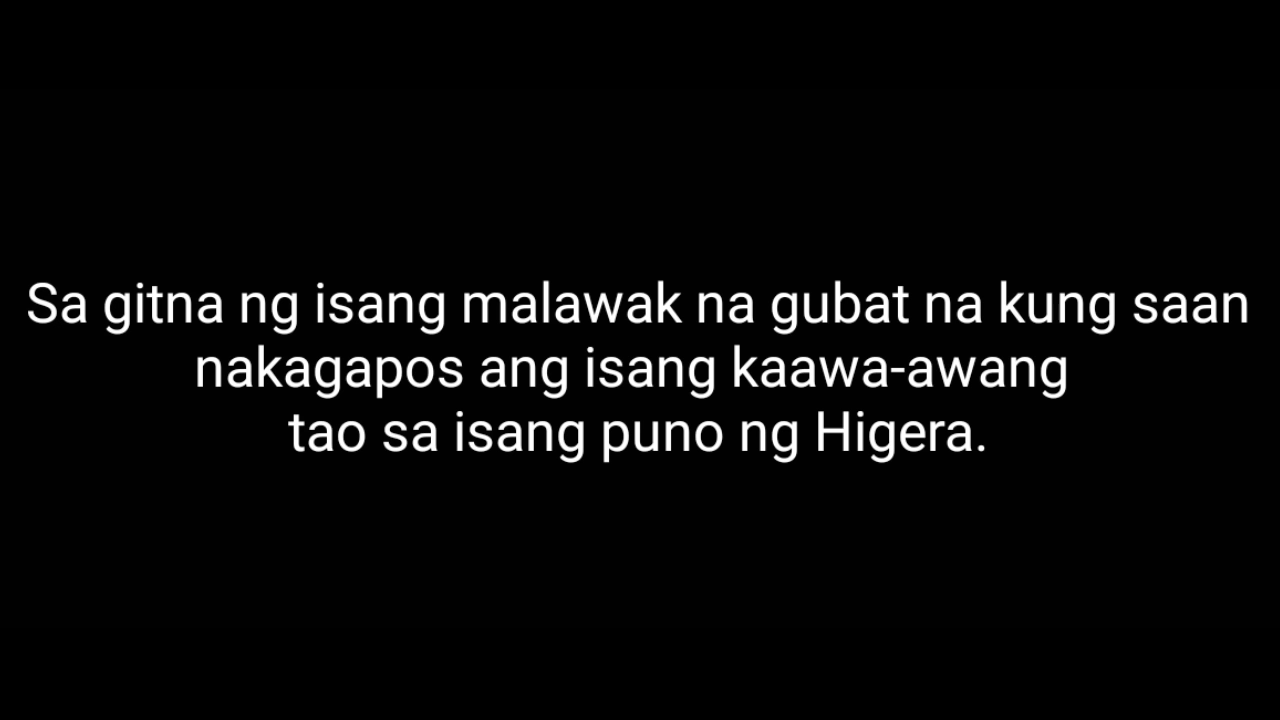 Sa gitna ng isang malawak na gubat na kung saan
nakagapos ang isang kaawa-awang
tao sa isang puno ng Higera.